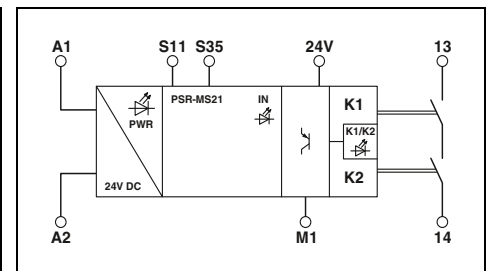 A1 S11 S35 24V 13
PSR-MS21 IN K1
PWR K1/K2
24V DC K2
A2 M1 14